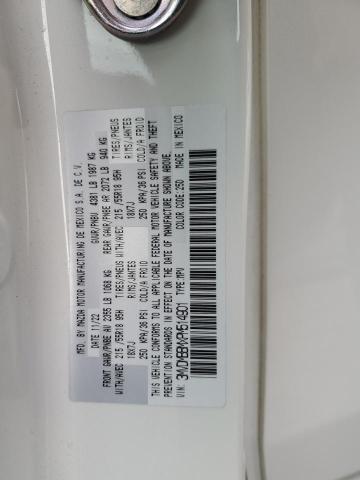 MFD. BY MAZDA MOTOR MANUFACTURING DE MEXICO S.A. DE C.V.
DATE: 11/22 GVWR/PNBV 4381 LB 1987 KG
GAWR FRONT/PNBE AV 2355 LB 1068 KG REAR GAWR/PNBE AR 2072 LB 940 KG
WITH/AVEC 215/55R18 95H TIRES/PNEUS WITH/AVEC 215/55R18 95H TIRES/PNEUS
18X7J RIMS/JANTES 18X7J RIMS/JANTES
250 KPA/36 PSI COLD/A FROID 250 KPA/36 PSI COLD/A FROID
THIS VEHICLE CONFORMS TO ALL APPLICABLE FEDERAL MOTOR VEHICLE SAFETY AND THEFT
PREVENTION STANDARDS IN EFFECT ON THE DATE OF MANUFACTURE SHOWN ABOVE.
VIN: TYPE:MPV COLOR CODE:25D MADE IN MEXICO